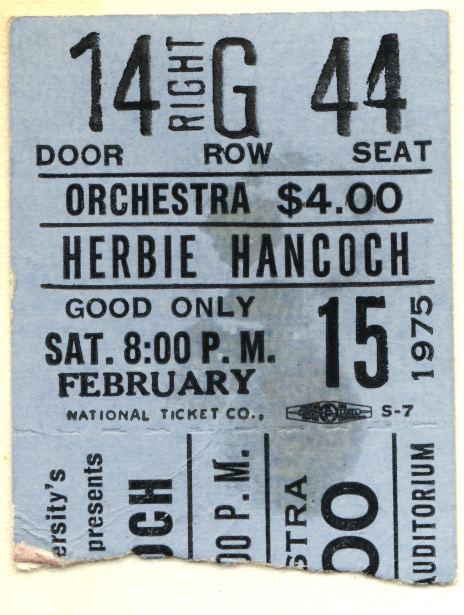 14 RIGHT G 44
DOOR ROW SEAT
ORCHESTRA $4.00
HERBIE HANCOCH
GOOD ONLY
SAT. 8:00 P. M.
FEBRUARY 15 1975
NATIONAL TICKET CO., S-7
ersity's
presents
OCH
00 P. M.
STRA
00
AUDITORIUM